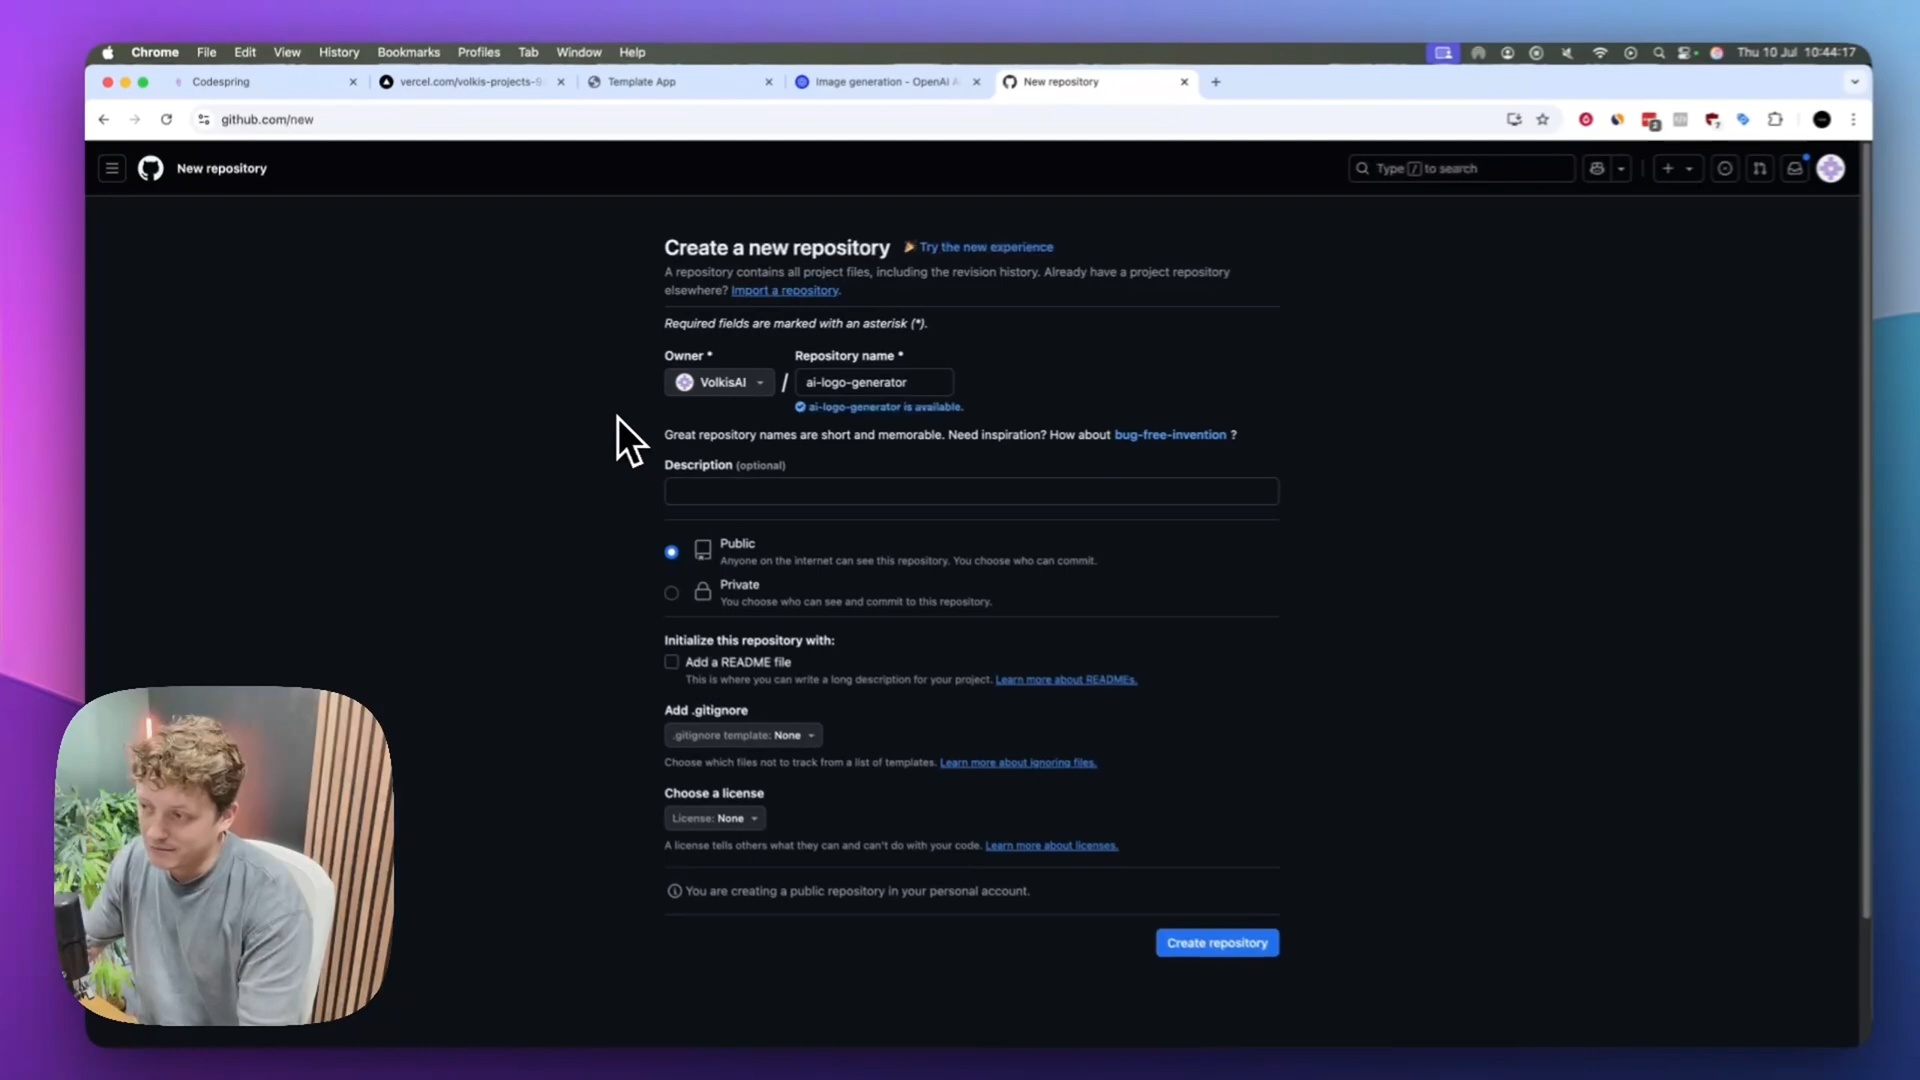 Chrome File Edit View History Bookmarks Profiles Tab Window Help Thu 10 Jul 10:44:17
Codespring vercel.com/volkis-projects-9 Template App Image generation - OpenAI A New repository
github.com/new
New repository Type / to search
Create a new repository Try the new experience
A repository contains all project files, including the revision history. Already have a project repository
elsewhere? Import a repository.
Required fields are marked with an asterisk (*).
Owner * Repository name *
VolkisAI / ai-logo-generator
ai-logo-generator is available.
Great repository names are short and memorable. Need inspiration? How about bug-free-invention ?
Description (optional)
Public
Anyone on the internet can see this repository. You choose who can commit.
Private
You choose who can see and commit to this repository.
Initialize this repository with:
Add a README file
This is where you can write a long description for your project. Learn more about READMEs.
Add .gitignore
.gitignore template: None
Choose which files not to track from a list of templates. Learn more about ignoring files.
Choose a license
License: None
A license tells others what they can and can't do with your code. Learn more about licenses.
You are creating a public repository in your personal account.
Create repository